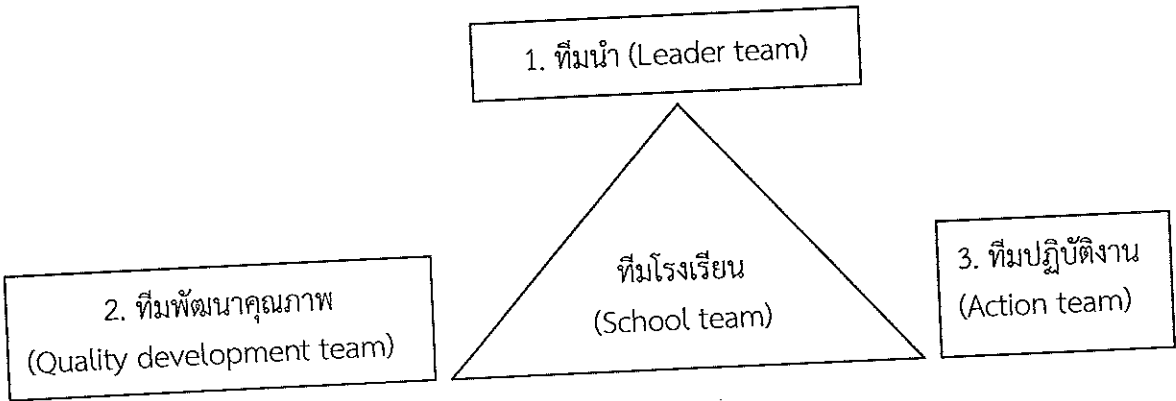 1. ทีมนำ (Leader team)
2. ทีมพัฒนาคุณภาพ
(Quality development team)
ทีมโรงเรียน
(School team)
3. ทีมปฏิบัติงาน
(Action team)